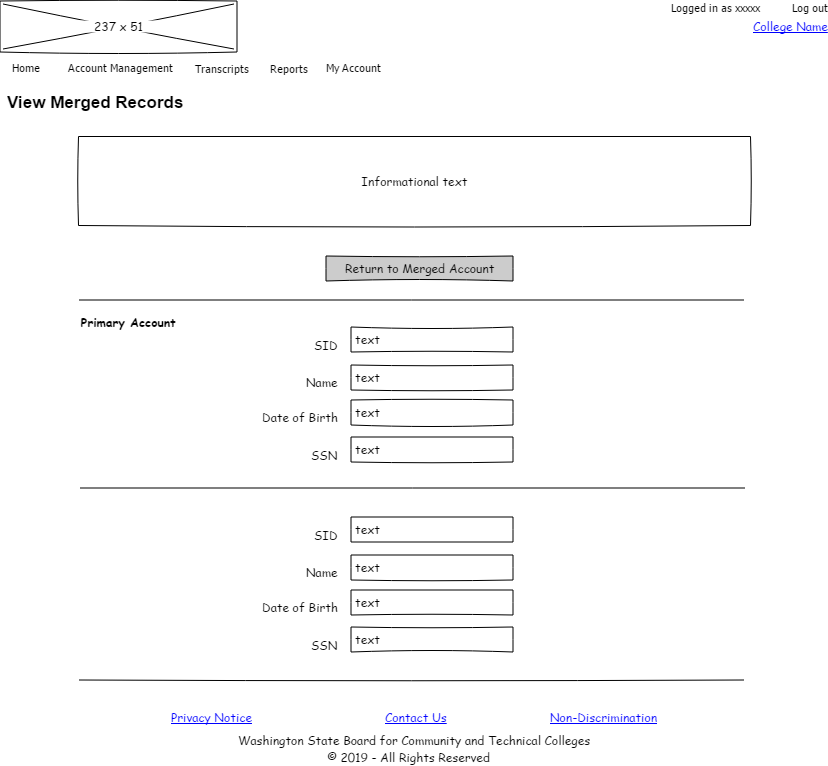 237 x 51
Logged in as xxxxx Log out
College Name
Home Account Management Transcripts Reports My Account
View Merged Records
Informational text
Return to Merged Account
Primary Account
SID text
Name text
Date of Birth text
SSN text
SID text
Name text
Date of Birth text
SSN text
Privacy Notice Contact Us Non-Discrimination
Washington State Board for Community and Technical Colleges
© 2019 - All Rights Reserved